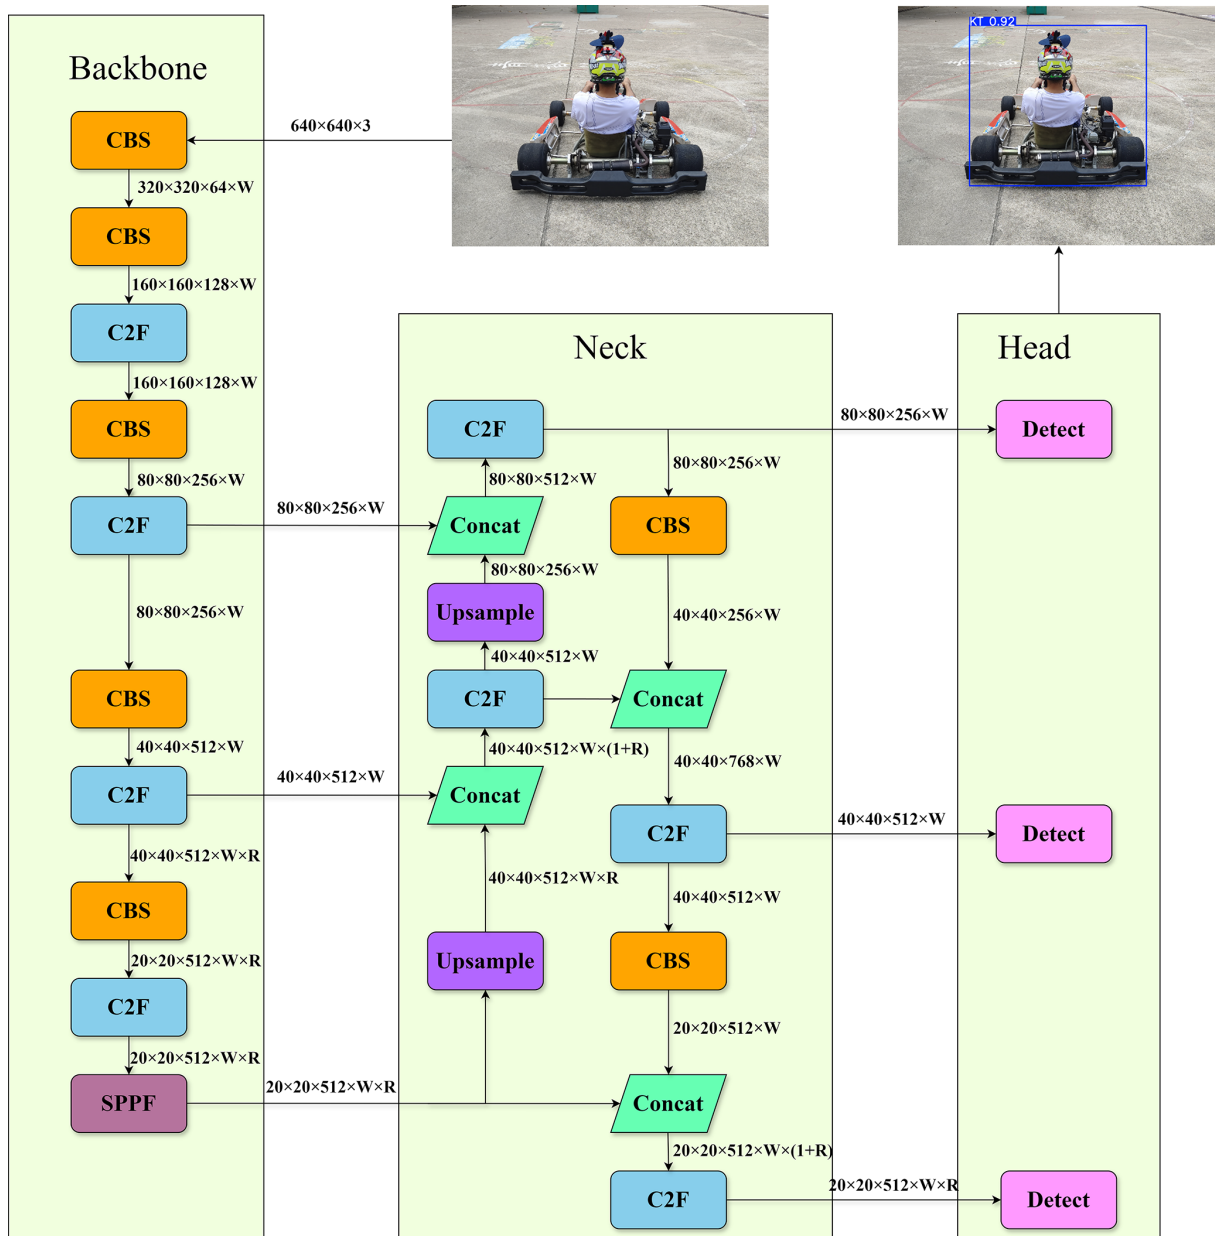 Backbone
CBS
640×640×3
320×320×64×W
CBS
160×160×128×W
C2F
160×160×128×W
CBS
80×80×256×W
C2F
80×80×256×W
80×80×256×W
CBS
40×40×512×W
C2F
40×40×512×W
40×40×512×W×R
CBS
20×20×512×W×R
C2F
20×20×512×W×R
SPPF
20×20×512×W×R
Neck
C2F
80×80×512×W
Concat
80×80×256×W
Upsample
40×40×512×W
C2F
40×40×512×W×(1+R)
Concat
40×40×512×W×R
Upsample
80×80×256×W
80×80×256×W
CBS
40×40×256×W
Concat
40×40×768×W
C2F
40×40×512×W
40×40×512×W
CBS
20×20×512×W
Concat
20×20×512×W×(1+R)
C2F
20×20×512×W×R
Head
Detect
Detect
Detect
KT 0.92